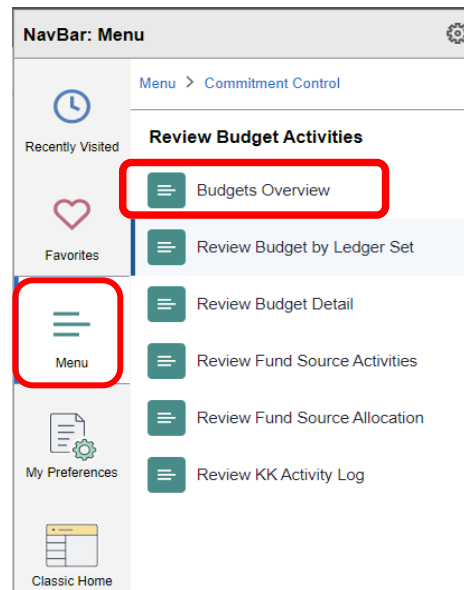 NavBar: Menu
Menu > Commitment Control
Recently Visited
Review Budget Activities
Budgets Overview
Favorites
Review Budget by Ledger Set
Review Budget Detail
Menu
Review Fund Source Activities
Review Fund Source Allocation
My Preferences
Review KK Activity Log
Classic Home